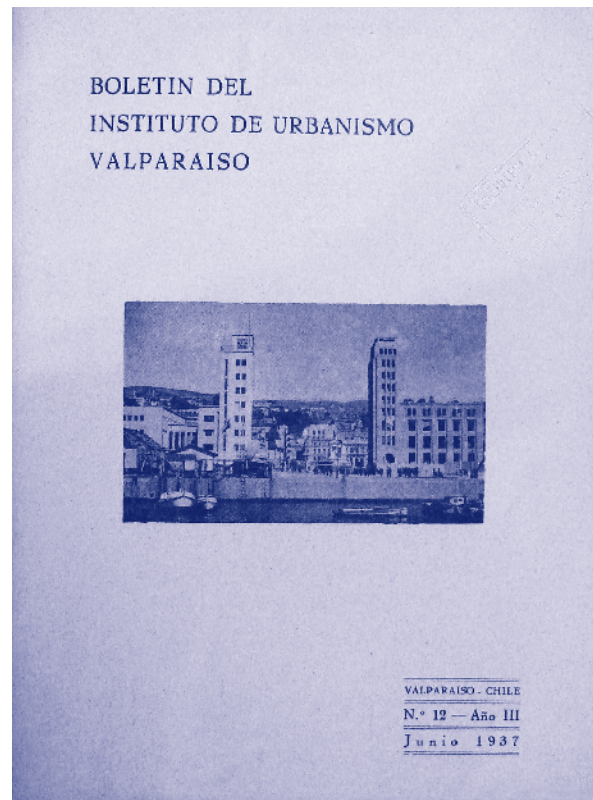 BOLETIN DEL
INSTITUTO DE URBANISMO
VALPARAISO
VALPARAISO - CHILE
N.º 12 — Año III
Junio 1937